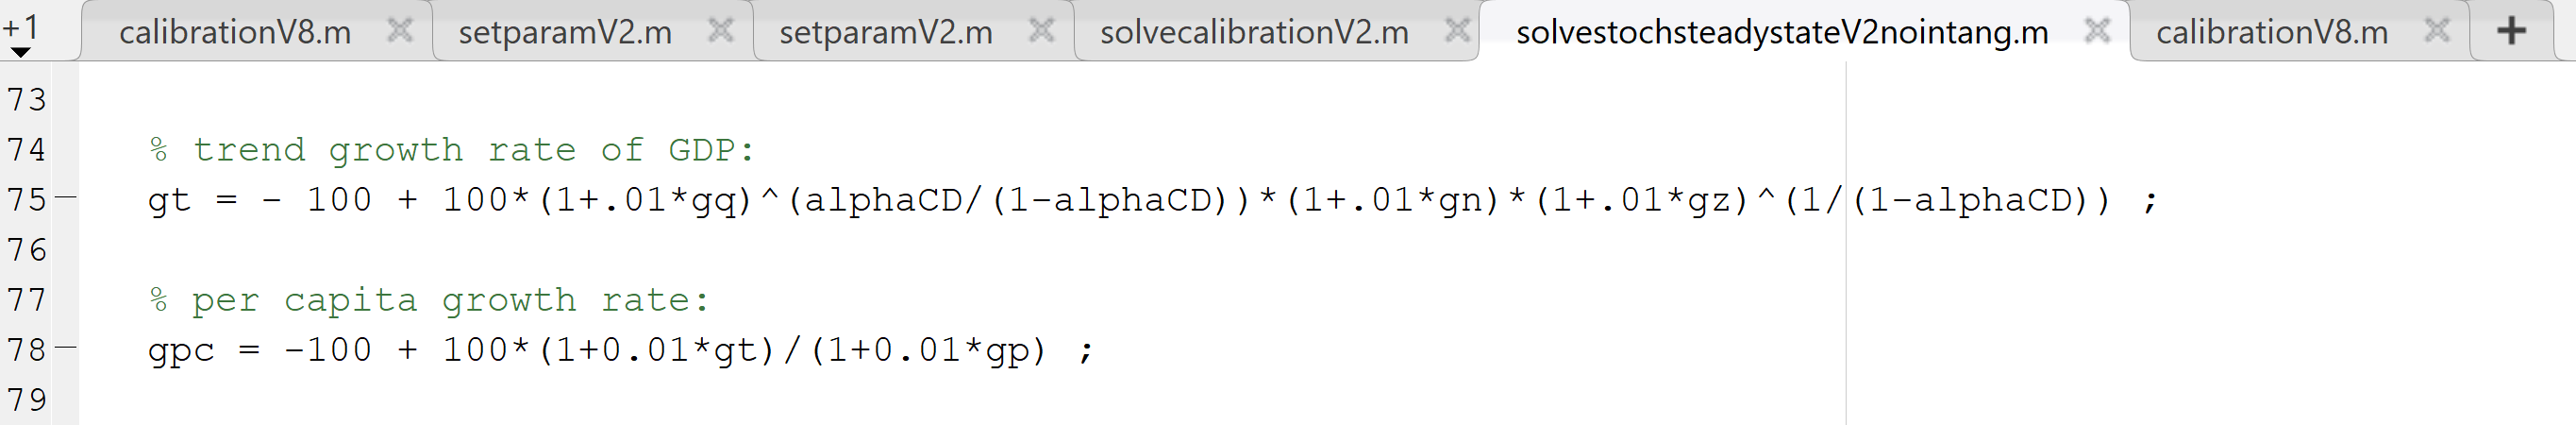 +1 calibrationV8.m setparamV2.m setparamV2.m solvecalibrationV2.m solvestochsteadystateV2nointang.m calibrationV8.m +
73
74 % trend growth rate of GDP:
75 gt = - 100 + 100*(1+.01*gq)^(alphaCD/(1-alphaCD))*(1+.01*gn)*(1+.01*gz)^(1/(1-alphaCD)) ;
76
77 % per capita growth rate:
78 gpc = -100 + 100*(1+0.01*gt)/(1+0.01*gp) ;
79